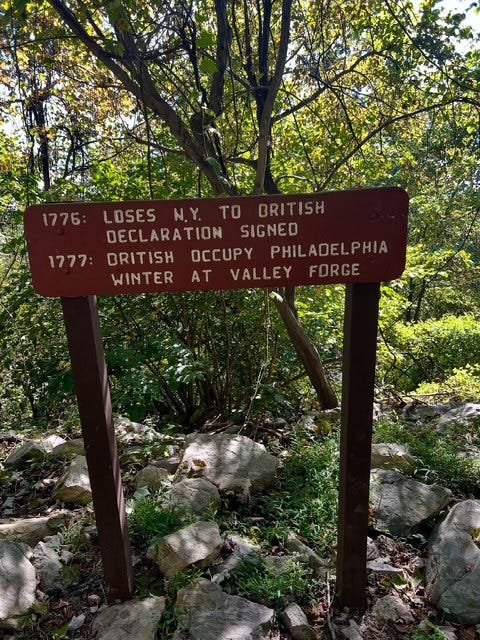 1776: LOSES N.Y. TO BRITISH
DECLARATION SIGNED
1777: BRITISH OCCUPY PHILADELPHIA
WINTER AT VALLEY FORGE